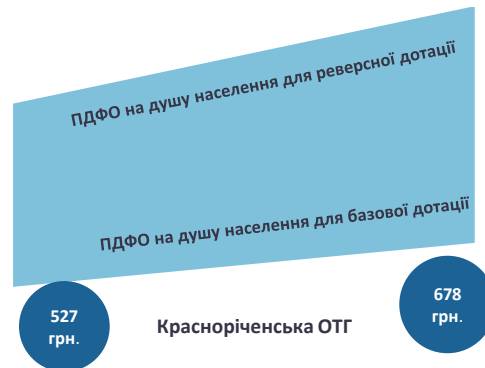 ПДФО на душу населення для реверсної дотації
ПДФО на душу населення для базової дотації
527
грн.
Красноріченська ОТГ
678
грн.